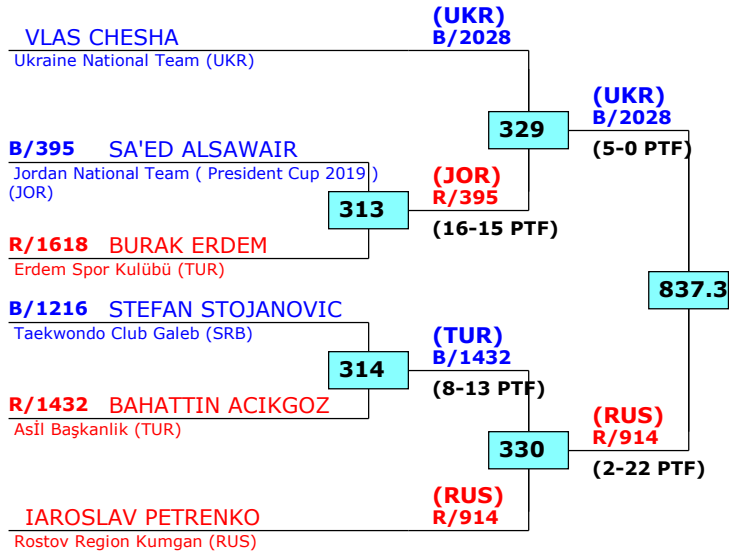 VLAS CHESHA
Ukraine National Team (UKR)
(UKR)
B/2028
329
(UKR)
B/2028
(5-0 PTF)
B/395 SA'ED ALSAWAIR
Jordan National Team ( President Cup 2019 )
(JOR)
313
(JOR)
R/395
(16-15 PTF)
R/1618 BURAK ERDEM
Erdem Spor Kulübü (TUR)
837.3
B/1216 STEFAN STOJANOVIC
Taekwondo Club Galeb (SRB)
314
(TUR)
B/1432
(8-13 PTF)
R/1432 BAHATTIN ACIKGOZ
Asİl Başkanlik (TUR)
330
(RUS)
R/914
(2-22 PTF)
IAROSLAV PETRENKO
Rostov Region Kumgan (RUS)
(RUS)
R/914